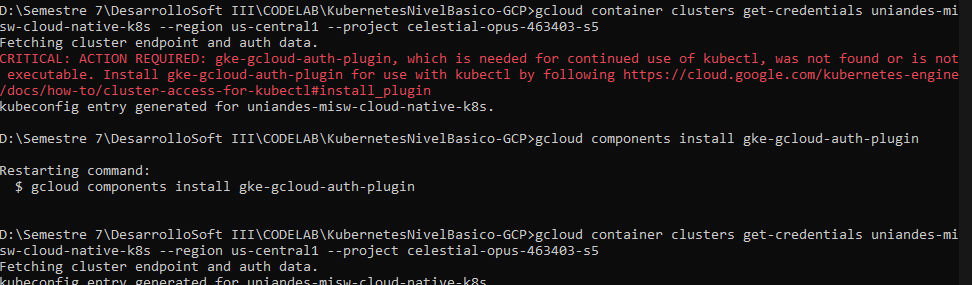 D:\Semestre 7\DesarrolloSoft III\CODELAB\KubernetesNivelBasico-GCP>gcloud container clusters get-credentials uniandes-mi
sw-cloud-native-k8s --region us-central1 --project celestial-opus-463403-s5
Fetching cluster endpoint and auth data.
CRITICAL: ACTION REQUIRED: gke-gcloud-auth-plugin, which is needed for continued use of kubectl, was not found or is not
 executable. Install gke-gcloud-auth-plugin for use with kubectl by following https://cloud.google.com/kubernetes-engine
/docs/how-to/cluster-access-for-kubectl#install_plugin
kubeconfig entry generated for uniandes-misw-cloud-native-k8s.
D:\Semestre 7\DesarrolloSoft III\CODELAB\KubernetesNivelBasico-GCP>gcloud components install gke-gcloud-auth-plugin
Restarting command:
  $ gcloud components install gke-gcloud-auth-plugin
D:\Semestre 7\DesarrolloSoft III\CODELAB\KubernetesNivelBasico-GCP>gcloud container clusters get-credentials uniandes-mi
sw-cloud-native-k8s --region us-central1 --project celestial-opus-463403-s5
Fetching cluster endpoint and auth data.
kubeconfig entry generated for uniandes-misw-cloud-native-k8s.